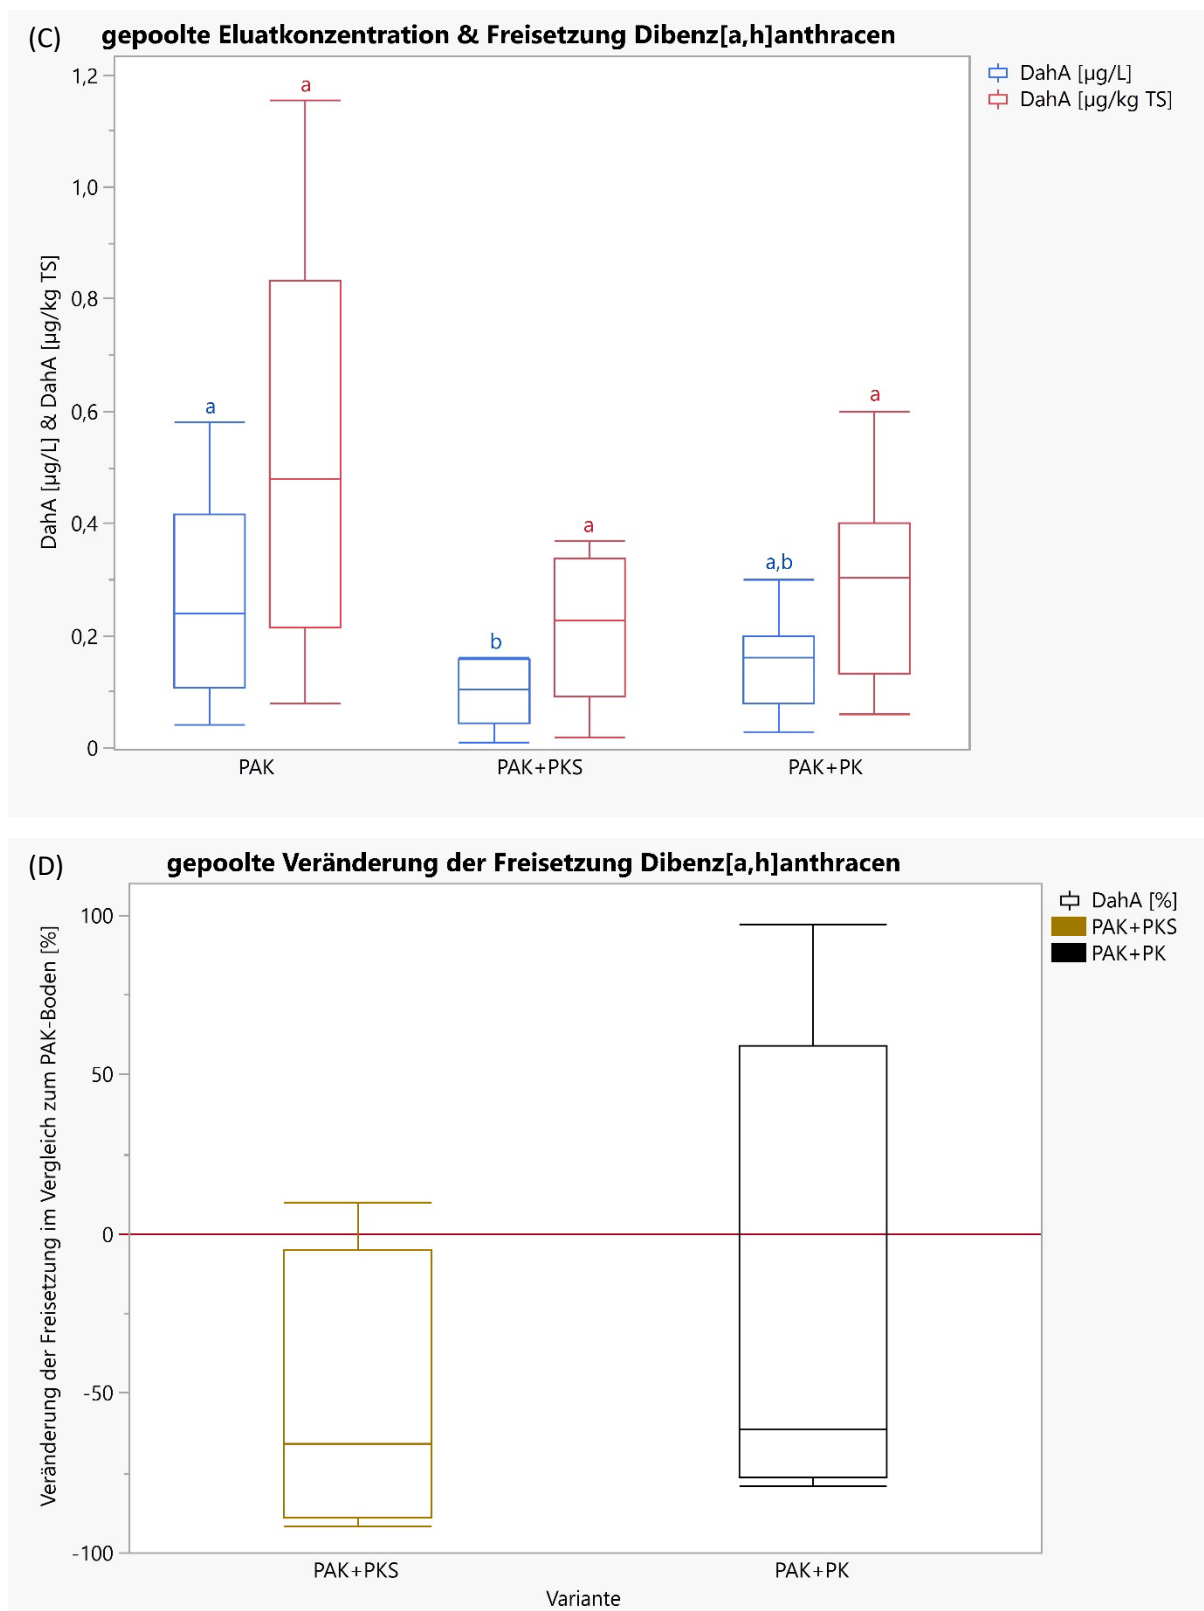 (C) gepoolte Eluatkonzentration & Freisetzung Dibenz[a,h]anthracen
DahA [µg/L]
DahA [µg/kg TS]
DahA [µg/L] & DahA [µg/kg TS]
1,2
1,0
0,8
0,6
0,4
0,2
0
a
a
b
a
a,b
a
PAK
PAK+PKS
PAK+PK
(D) gepoolte Veränderung der Freisetzung Dibenz[a,h]anthracen
DahA [%]
PAK+PKS
PAK+PK
Veränderung der Freisetzung im Vergleich zum PAK-Boden [%]
100
50
0
-50
-100
PAK+PKS
PAK+PK
Variante